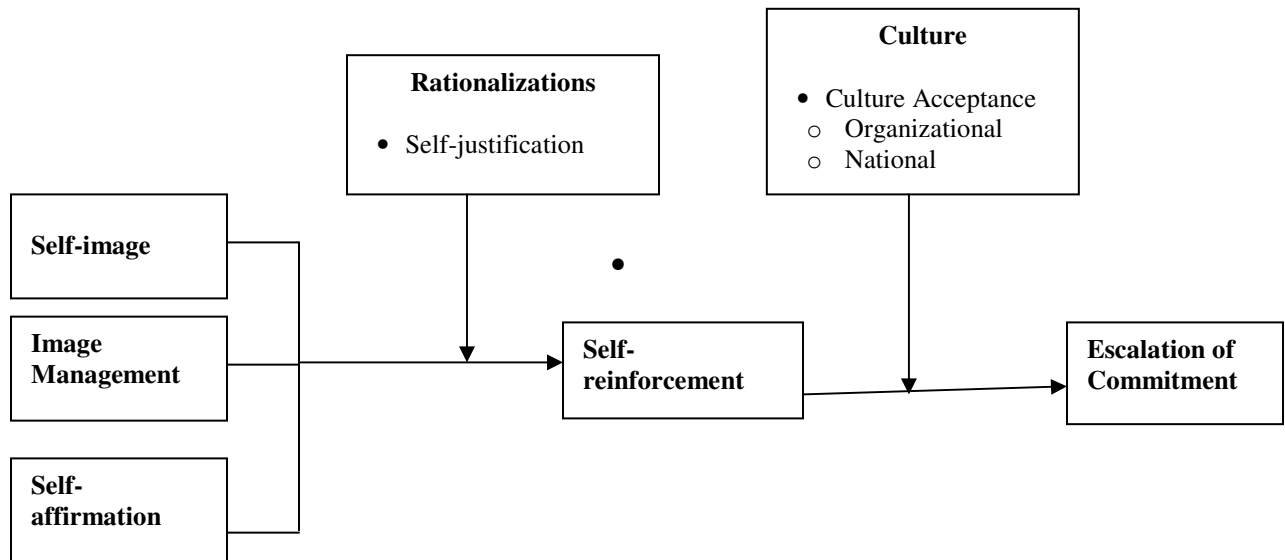 Culture
• Culture Acceptance
o Organizational
o National
Rationalizations
• Self-justification
Self-image
•
Image
Management
Self-
reinforcement
Escalation of
Commitment
Self-
affirmation